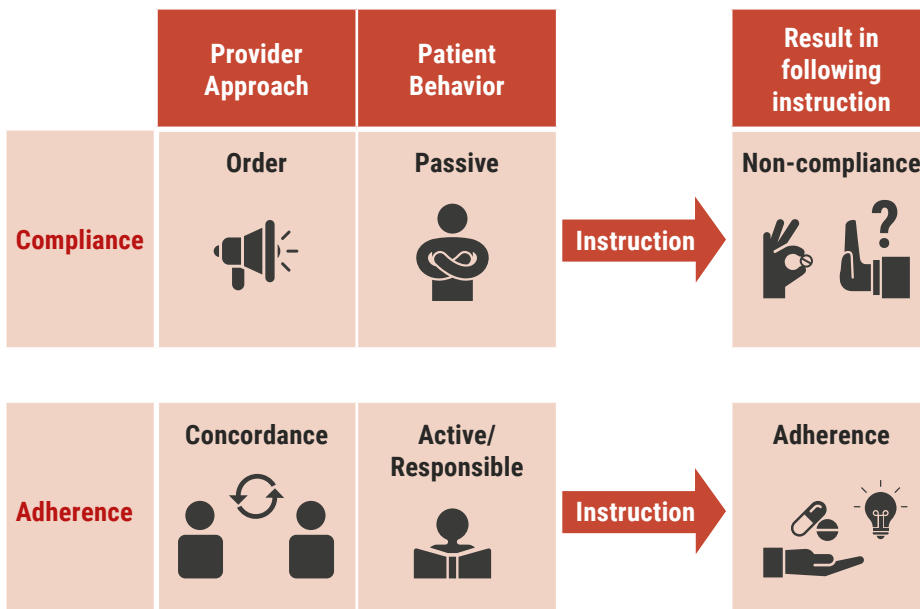 Provider
Approach
Patient
Behavior
Result in
following
instruction
Compliance
Order
Passive
Instruction
Non-compliance
?
Adherence
Concordance
Active/
Responsible
Instruction
Adherence